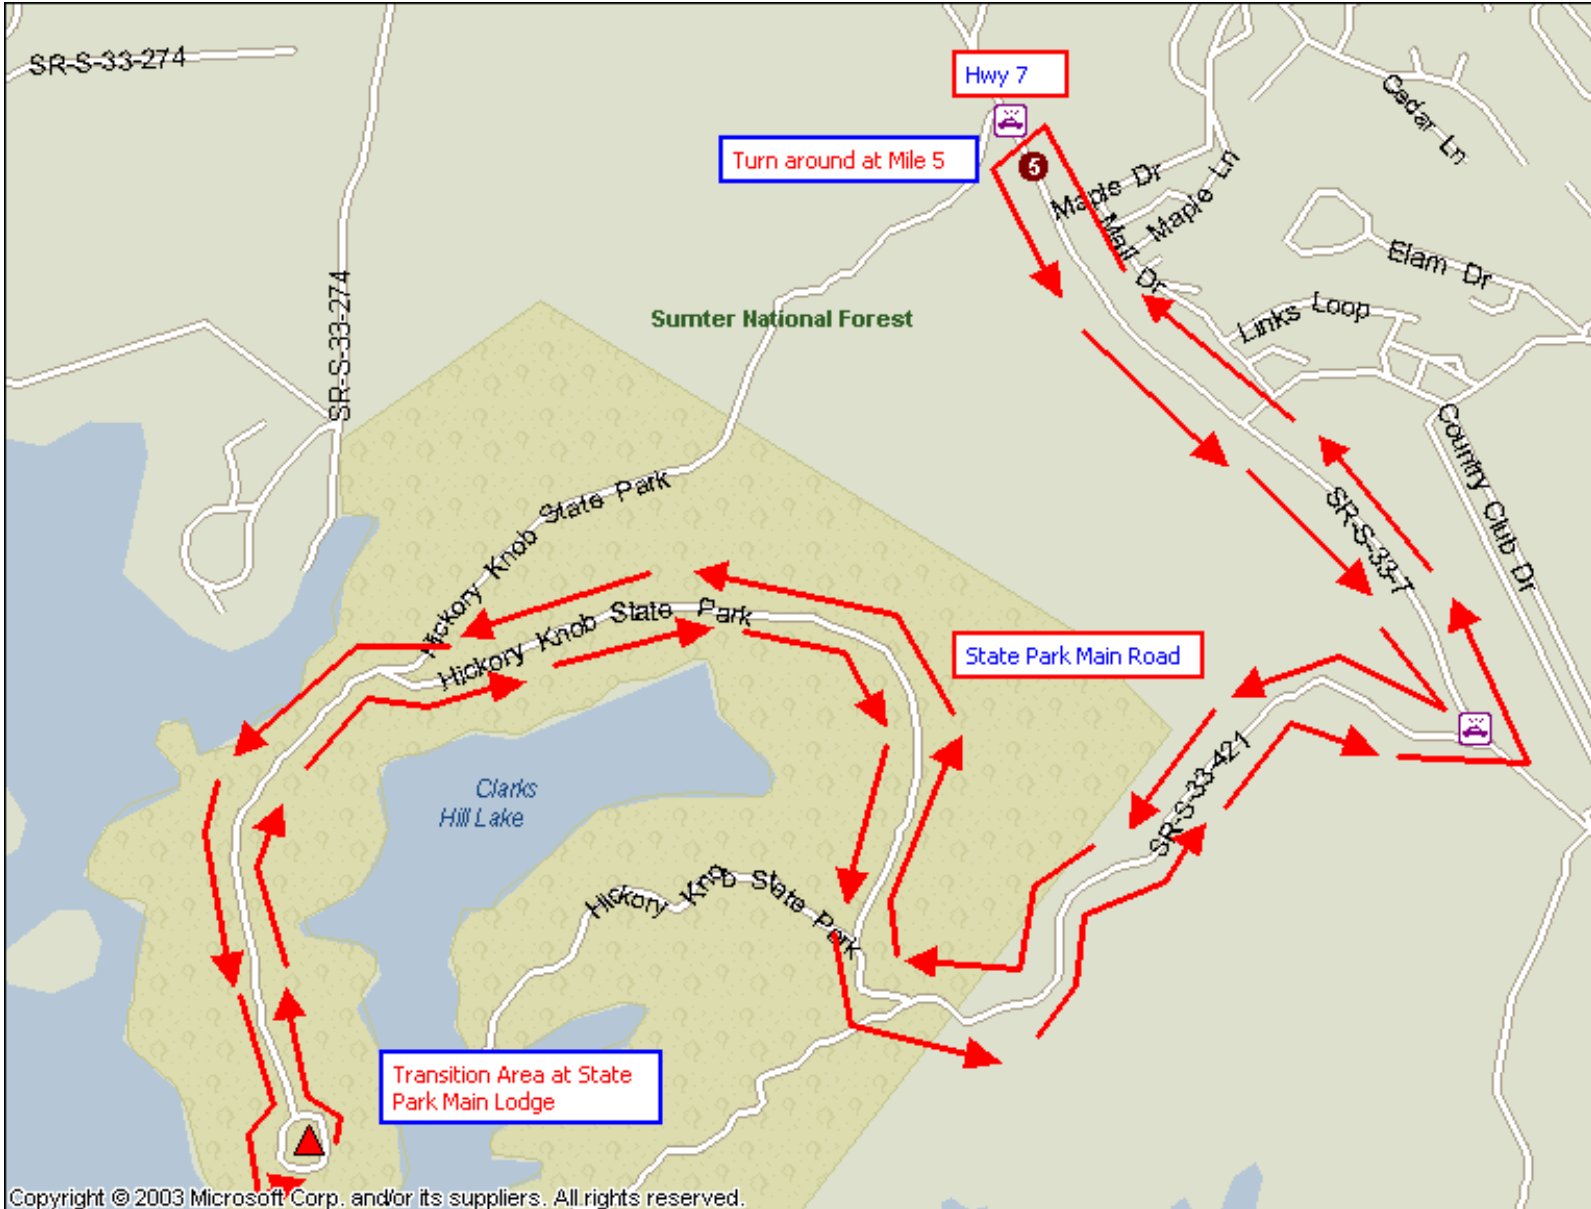 SR-S-33-274
Hwy 7
Turn around at Mile 5
5
Cedar Ln
Maple Dr
Maple Ln
Mall Dr
Elam Dr
Links Loop
SR-S-33-274
Sumter National Forest
Country Club Dr
Hickory Knob State Park
SR-S-33-7
Hickory Knob State Park
State Park Main Road
SR-S-33-421
Clarks
Hill Lake
Hickory Knob State Park
Transition Area at State
Park Main Lodge
Copyright © 2003 Microsoft Corp. and/or its suppliers. All rights reserved.